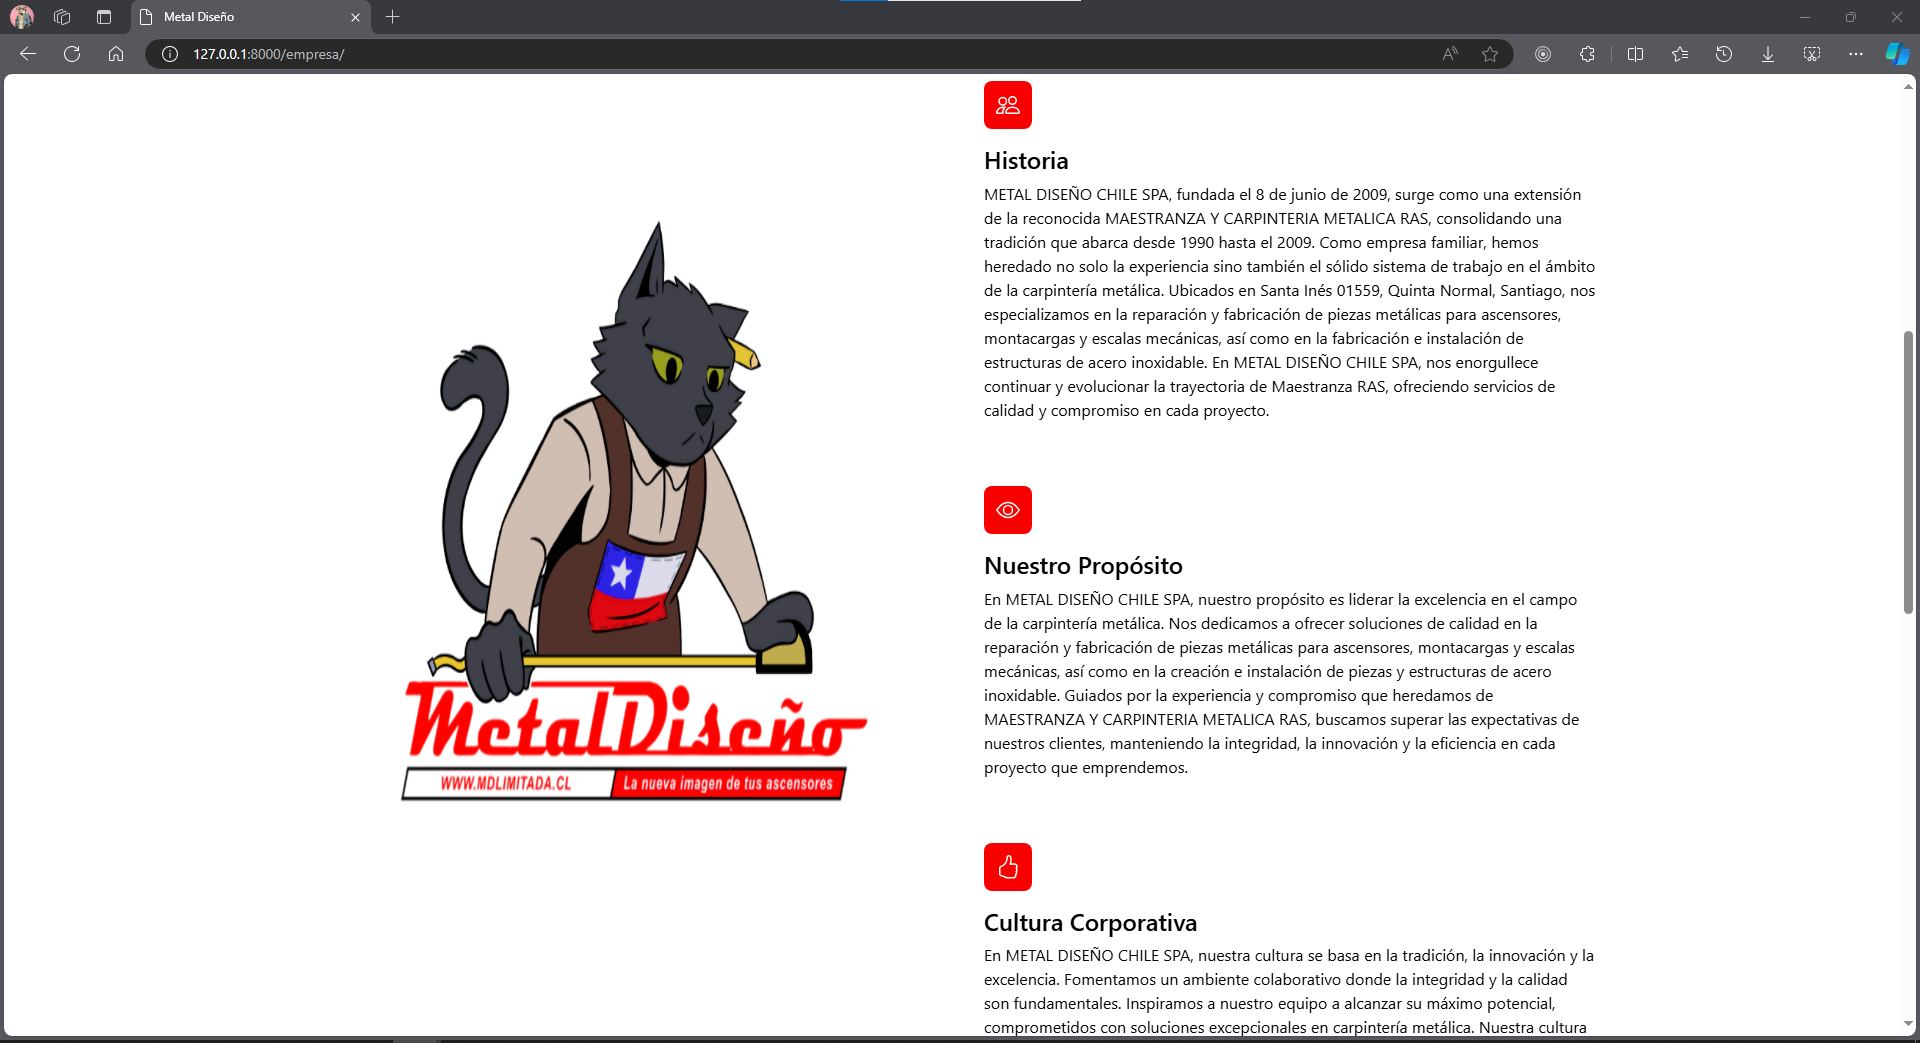 Metal Diseño
127.0.0.1:8000/empresa/
Historia
METAL DISEÑO CHILE SPA, fundada el 8 de junio de 2009, surge como una extensión
de la reconocida MAESTRANZA Y CARPINTERIA METALICA RAS, consolidando una
tradición que abarca desde 1990 hasta el 2009. Como empresa familiar, hemos
heredado no solo la experiencia sino también el sólido sistema de trabajo en el ámbito
de la carpintería metálica. Ubicados en Santa Inés 01559, Quinta Normal, Santiago, nos
especializamos en la reparación y fabricación de piezas metálicas para ascensores,
montacargas y escalas mecánicas, así como en la fabricación e instalación de
estructuras de acero inoxidable. En METAL DISEÑO CHILE SPA, nos enorgullece
continuar y evolucionar la trayectoria de Maestranza RAS, ofreciendo servicios de
calidad y compromiso en cada proyecto.
Nuestro Propósito
En METAL DISEÑO CHILE SPA, nuestro propósito es liderar la excelencia en el campo
de la carpintería metálica. Nos dedicamos a ofrecer soluciones de calidad en la
reparación y fabricación de piezas metálicas para ascensores, montacargas y escalas
mecánicas, así como en la creación e instalación de piezas y estructuras de acero
inoxidable. Guiados por la experiencia y compromiso que heredamos de
MAESTRANZA Y CARPINTERIA METALICA RAS, buscamos superar las expectativas de
nuestros clientes, manteniendo la integridad, la innovación y la eficiencia en cada
proyecto que emprendemos.
Cultura Corporativa
En METAL DISEÑO CHILE SPA, nuestra cultura se basa en la tradición, la innovación y la
excelencia. Fomentamos un ambiente colaborativo donde la integridad y la calidad
son fundamentales. Inspiramos a nuestro equipo a alcanzar su máximo potencial,
comprometidos con soluciones excepcionales en carpintería metálica. Nuestra cultura
MetalDiseño
WWW.MDLIMITADA.CL
La nueva imagen de tus ascensores